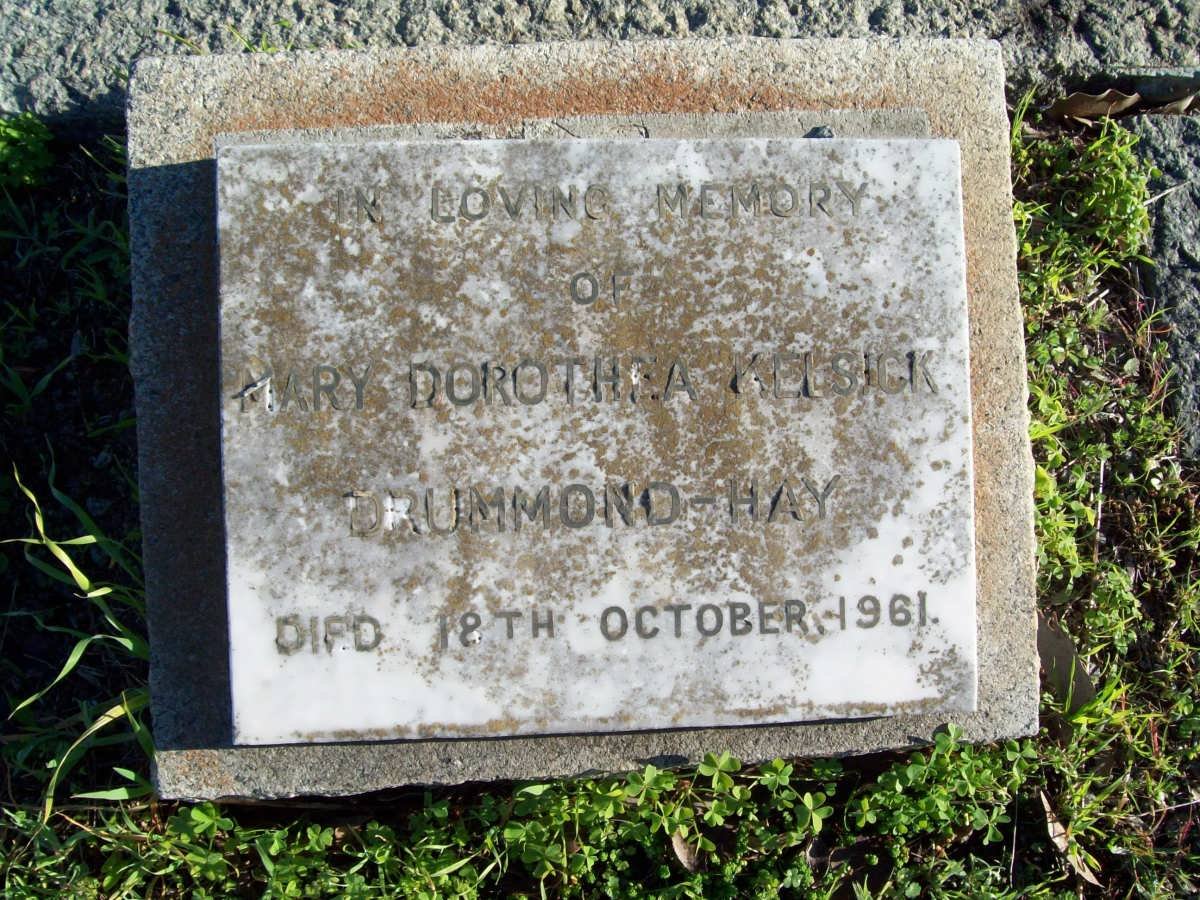 IN LOVING MEMORY
OF
MARY DOROTHEA KELSICK
DRUMMOND-HAY
DIED 18TH OCTOBER, 1961.